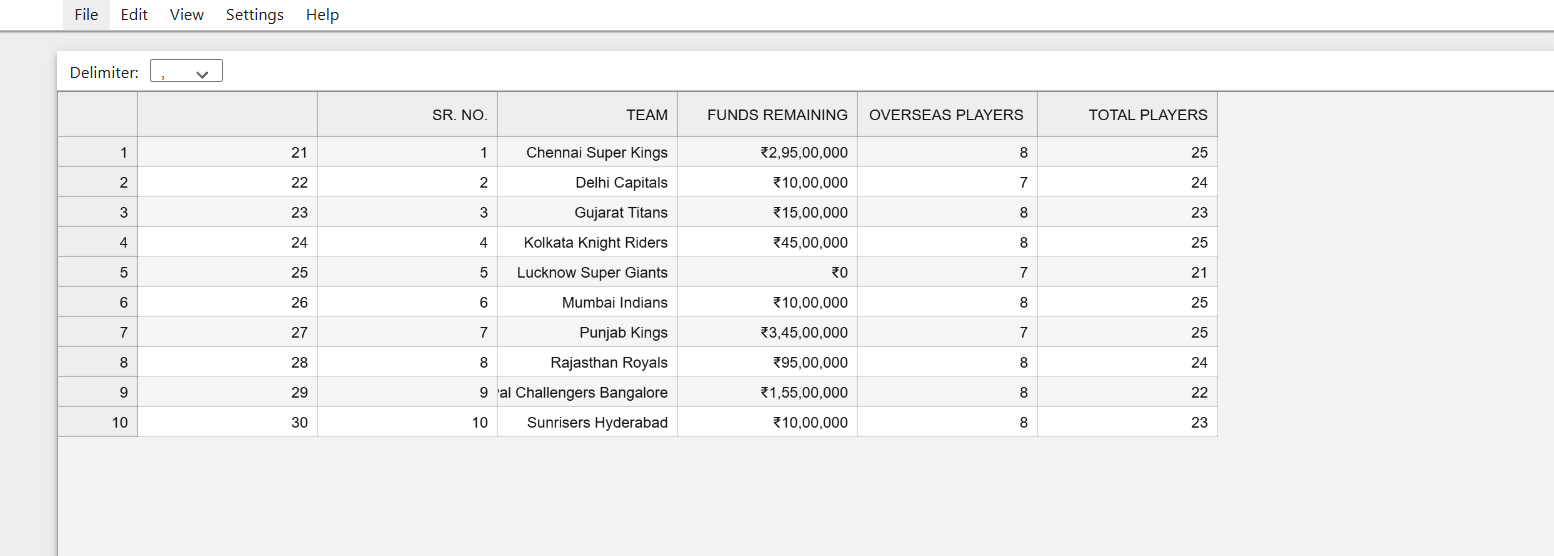 File Edit View Settings Help
Delimiter: ,
SR. NO. TEAM FUNDS REMAINING OVERSEAS PLAYERS TOTAL PLAYERS
1 21 1 Chennai Super Kings ₹2,95,00,000 8 25
2 22 2 Delhi Capitals ₹10,00,000 7 24
3 23 3 Gujarat Titans ₹15,00,000 8 23
4 24 4 Kolkata Knight Riders ₹45,00,000 8 25
5 25 5 Lucknow Super Giants ₹0 7 21
6 26 6 Mumbai Indians ₹10,00,000 8 25
7 27 7 Punjab Kings ₹3,45,00,000 7 25
8 28 8 Rajasthan Royals ₹95,00,000 8 24
9 29 9 al Challengers Bangalore ₹1,55,00,000 8 22
10 30 10 Sunrisers Hyderabad ₹10,00,000 8 23